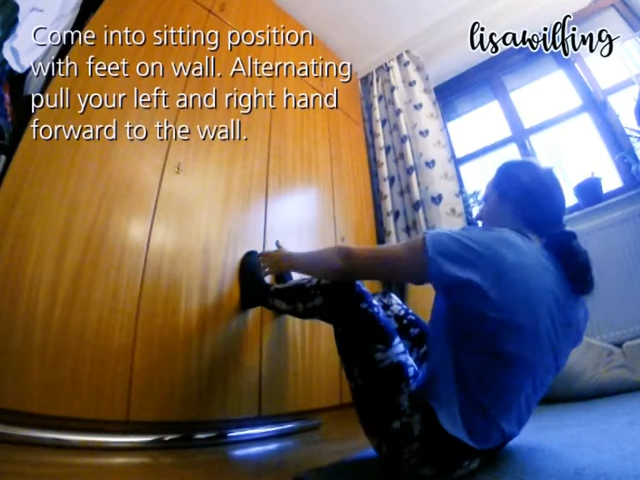 Come into sitting position
with feet on wall. Alternating
pull your left and right hand
forward to the wall.
lisawilfing